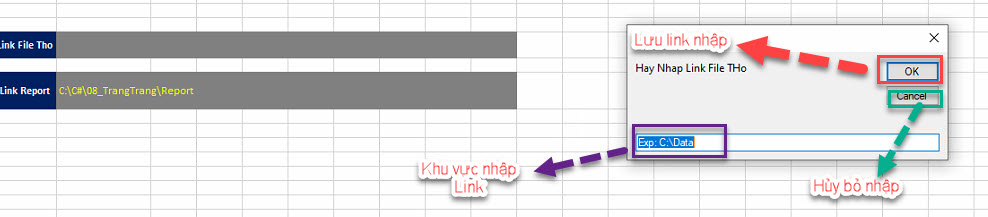 Link File Tho
Link Report
C:\C#\08_TrangTrang\Report
Lưu link nhập
Hay Nhap Link File THo
OK
Cancel
Exp: C:\Data
Khu vực nhập
Link
Hủy bỏ nhập